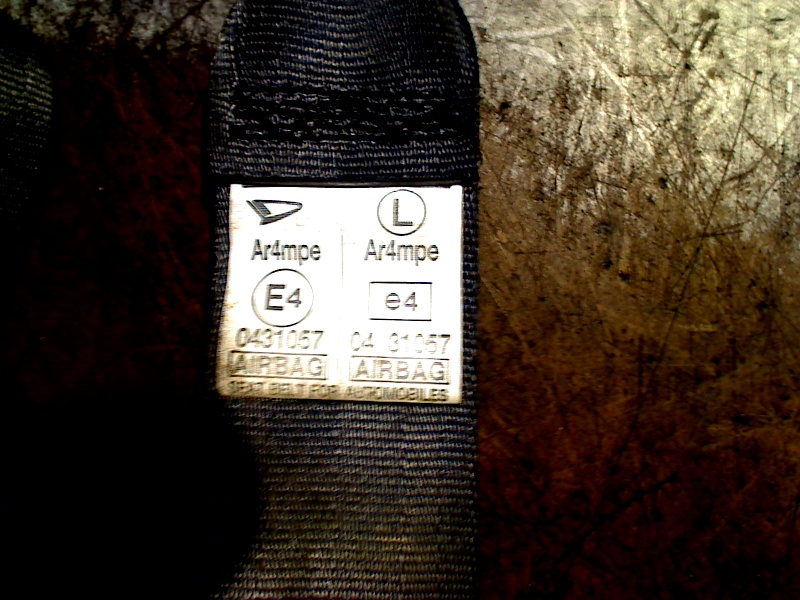 L
Ar4mpe Ar4mpe
E4 e4
0431057 04 31057
AIRBAG AIRBAG
SEAT BELT FOR AUTOMOBILES